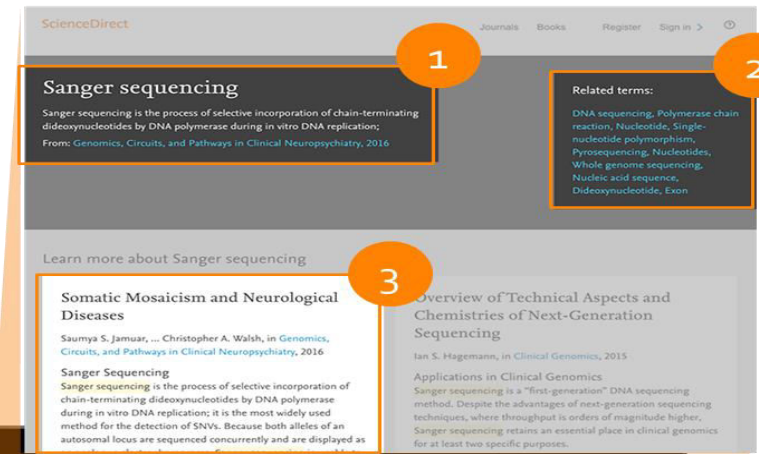 ScienceDirect
Journals Books Register Sign in > ?
1
Sanger sequencing
Sanger sequencing is the process of selective incorporation of chain-terminating
dideoxynucleotides by DNA polymerase during in vitro DNA replication;
From: Genomics, Circuits, and Pathways in Clinical Neuropsychiatry, 2016
2
Related terms:
DNA sequencing, Polymerase chain
reaction, Nucleotide, Single-
nucleotide polymorphism,
Pyrosequencing, Nucleotides,
Whole genome sequencing,
Nucleic acid sequence,
Dideoxynucleotide, Exon
Learn more about Sanger sequencing
3
Somatic Mosaicism and Neurological
Diseases
Saumya S. Jamuar, ... Christopher A. Walsh, in Genomics,
Circuits, and Pathways in Clinical Neuropsychiatry, 2016
Sanger Sequencing
Sanger sequencing is the process of selective incorporation of
chain-terminating dideoxynucleotides by DNA polymerase
during in vitro DNA replication; it is the most widely used
method for the detection of SNVs. Because both alleles of an
autosomal locus are sequenced concurrently and are displayed as
Overview of Technical Aspects and
Chemistries of Next-Generation
Sequencing
Ian S. Hagemann, in Clinical Genomics, 2015
Applications in Clinical Genomics
Sanger sequencing is a "first-generation" DNA sequencing
method. Despite the advantages of next-generation sequencing
techniques, where throughput is orders of magnitude higher,
Sanger sequencing retains an essential place in clinical genomics
for at least two specific purposes.